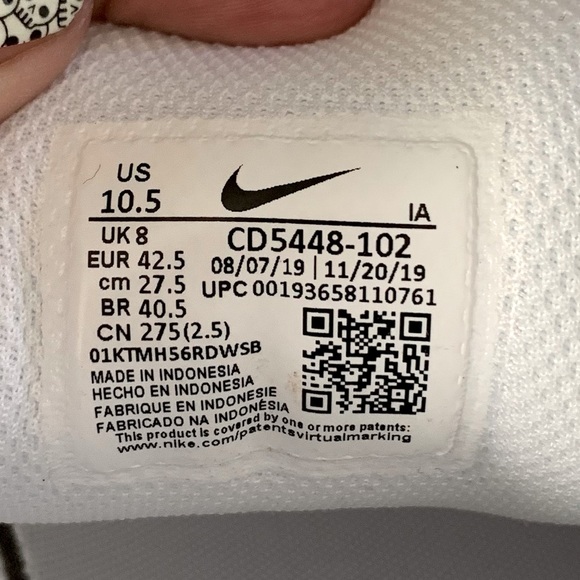 US
10.5
IA
UK 8
EUR 42.5
cm 27.5
BR 40.5
CN 275(2.5)
CD5448-102
08/07/19 | 11/20/19
UPC 00193658110761
01KTMH56RDWSB
MADE IN INDONESIA
HECHO EN INDONESIA
FABRIQUE EN INDONESIE
FABRICADO NA INDONÉSIA
This product is covered by one or more patents:
www.nike.com/patentsvirtualmarking